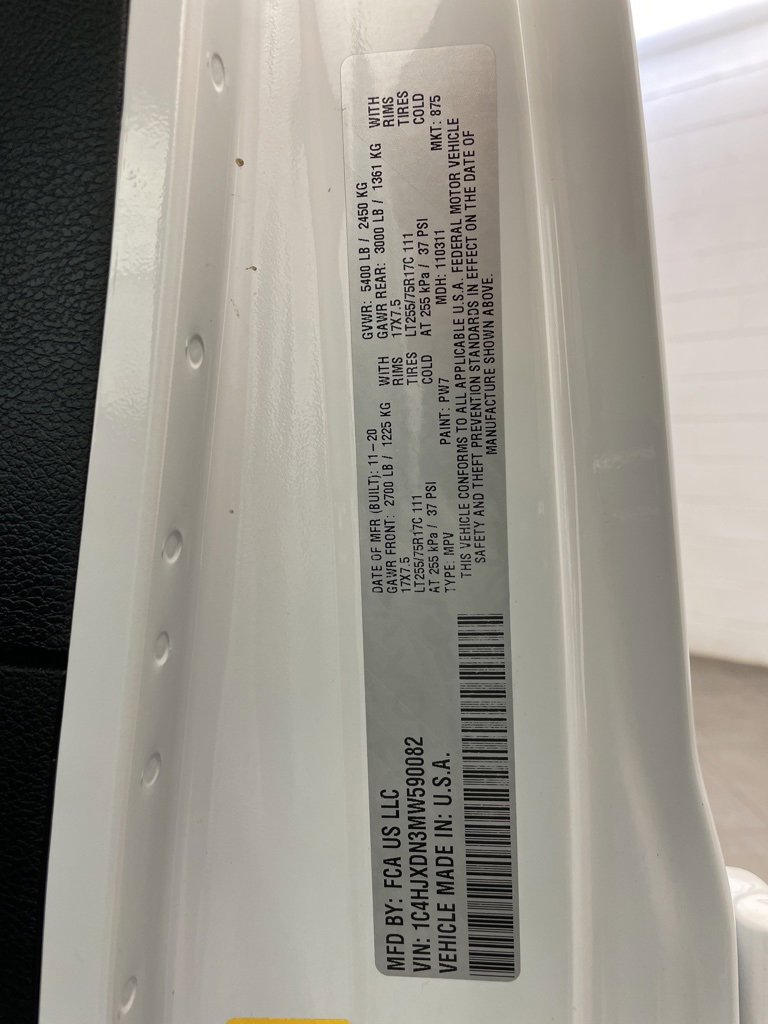 MFD BY: FCA US LLC
VIN: 1C4HJXDN3MW590082
VEHICLE MADE IN: U.S.A.
DATE OF MFR (BUILT): 11-20 GVWR: 5400 LB / 2450 KG
GAWR FRONT: 2700 LB / 1225 KG WITH GAWR REAR: 3000 LB / 1361 KG WITH
17X7.5 RIMS 17X7.5 RIMS
LT255/75R17C 111 TIRES LT255/75R17C 111 TIRES
AT 255 kPa / 37 PSI COLD AT 255 kPa / 37 PSI COLD
TYPE: MPV PAINT: PW7 MDH: 110311 MKT: 875
THIS VEHICLE CONFORMS TO ALL APPLICABLE U.S.A. FEDERAL MOTOR VEHICLE
SAFETY AND THEFT PREVENTION STANDARDS IN EFFECT ON THE DATE OF
MANUFACTURE SHOWN ABOVE.